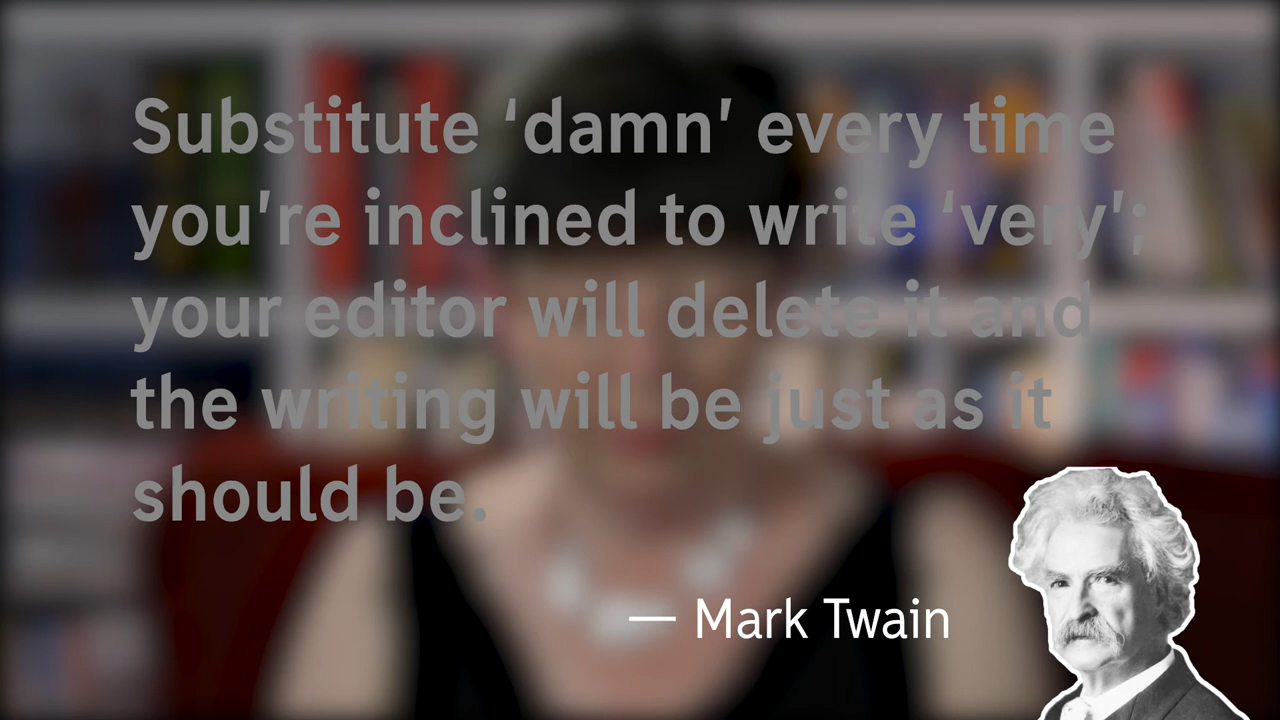 Substitute ‘damn’ every time
you’re inclined to write ‘very’;
your editor will delete it and
the writing will be just as it
should be.
— Mark Twain